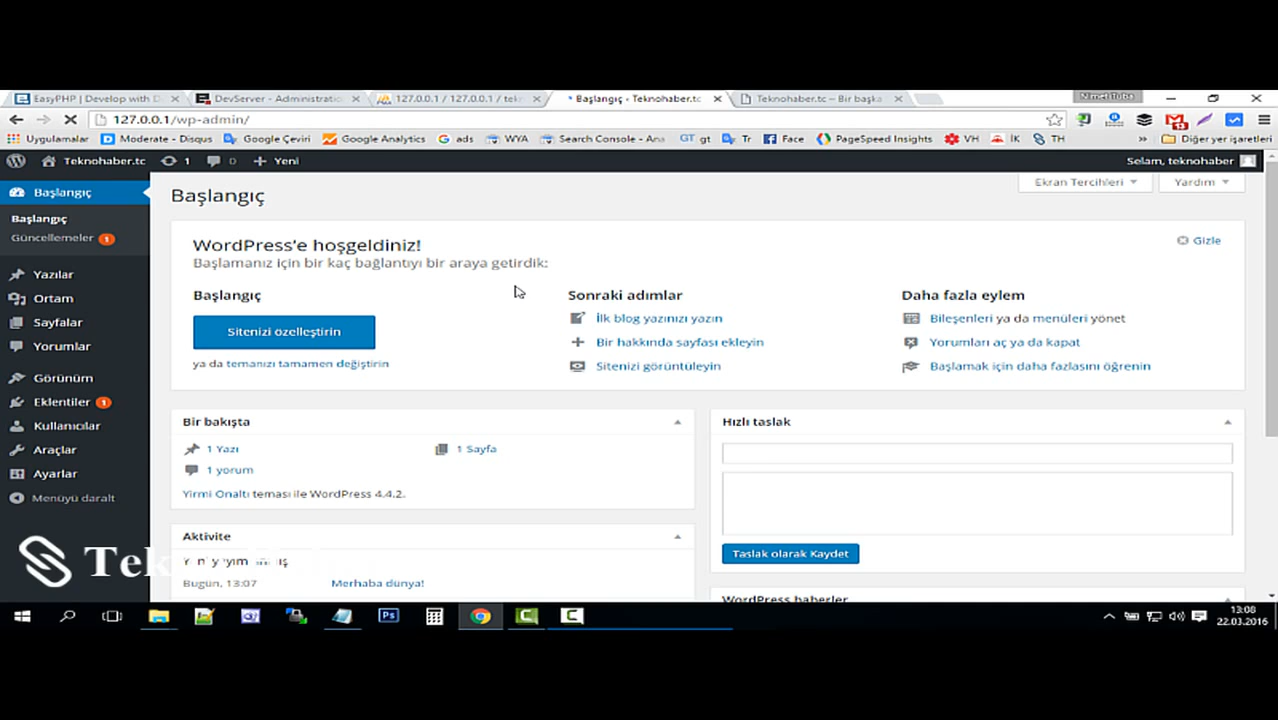 EasyPHP | Develop with D
DevServer - Administratio
127.0.0.1 / 127.0.0.1 / tek
Başlangıç - Teknohaber.tc
Teknohaber.tc – Bir başka
127.0.0.1/wp-admin/
Uygulamalar
Moderate - Disqus
Google Çeviri
Google Analytics
ads
WYA
Search Console - Ana
GT gt
Tr
Face
PageSpeed Insights
VH
İK
TH
»
Diğer yer işaretleri
Teknohaber.tc
1
0
Yeni
Selam, teknohaber
Başlangıç
Başlangıç
Güncellemeler 1
Yazılar
Ortam
Sayfalar
Yorumlar
Görünüm
Eklentiler 1
Kullanıcılar
Araçlar
Ayarlar
Menüyü daralt
Başlangıç
Ekran Tercihleri
Yardım
WordPress'e hoşgeldiniz!
Başlamanız için bir kaç bağlantıyı bir araya getirdik:
Gizle
Başlangıç
Sitenizi özelleştirin
ya da temanızı tamamen değiştirin
Sonraki adımlar
İlk blog yazınızı yazın
Bir hakkında sayfası ekleyin
Sitenizi görüntüleyin
Daha fazla eylem
Bileşenleri ya da menüleri yönet
Yorumları aç ya da kapat
Başlamak için daha fazlasını öğrenin
Bir bakışta
1 Yazı
1 Sayfa
1 yorum
Yirmi Onaltı teması ile WordPress 4.4.2.
Aktivite
Bugün, 13:07
Merhaba dünya!
Hızlı taslak
Taslak olarak Kaydet
WordPress haberler
Tek
Ps
13:08
22.03.2016